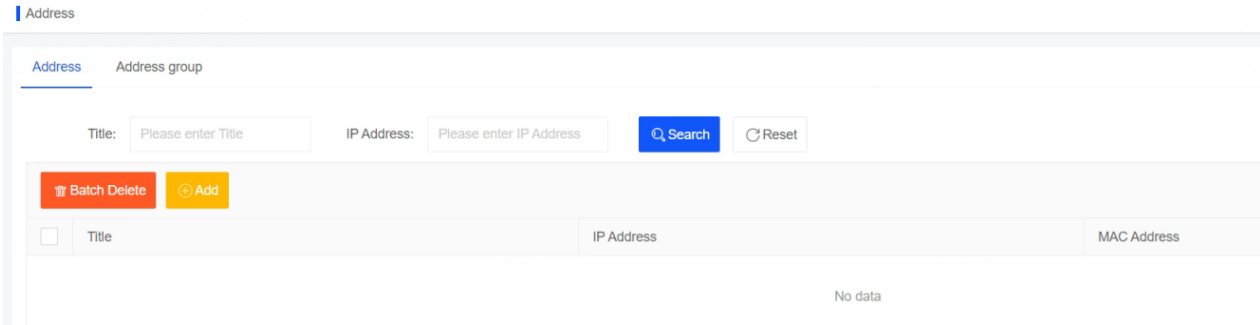 Address
Address Address group
Title: Please enter Title IP Address: Please enter IP Address Search Reset
Batch Delete Add
Title IP Address MAC Address
No data